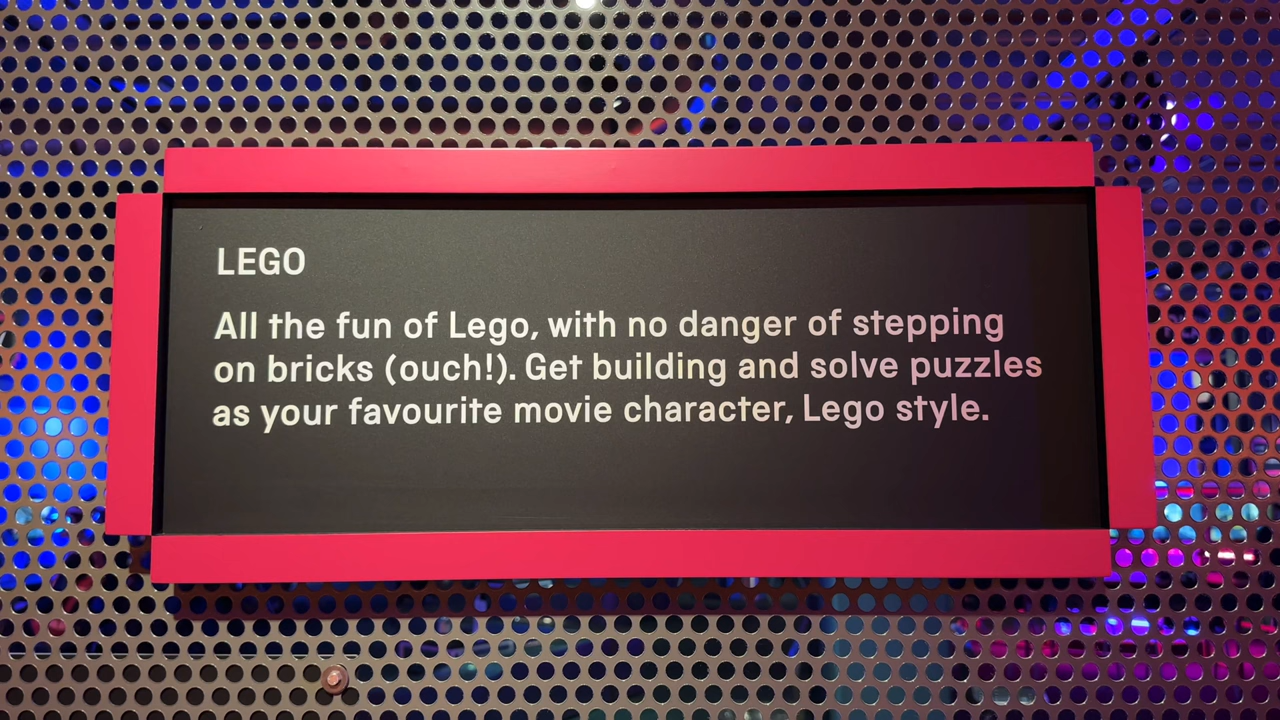 LEGO
All the fun of Lego, with no danger of stepping
on bricks (ouch!). Get building and solve puzzles
as your favourite movie character, Lego style.